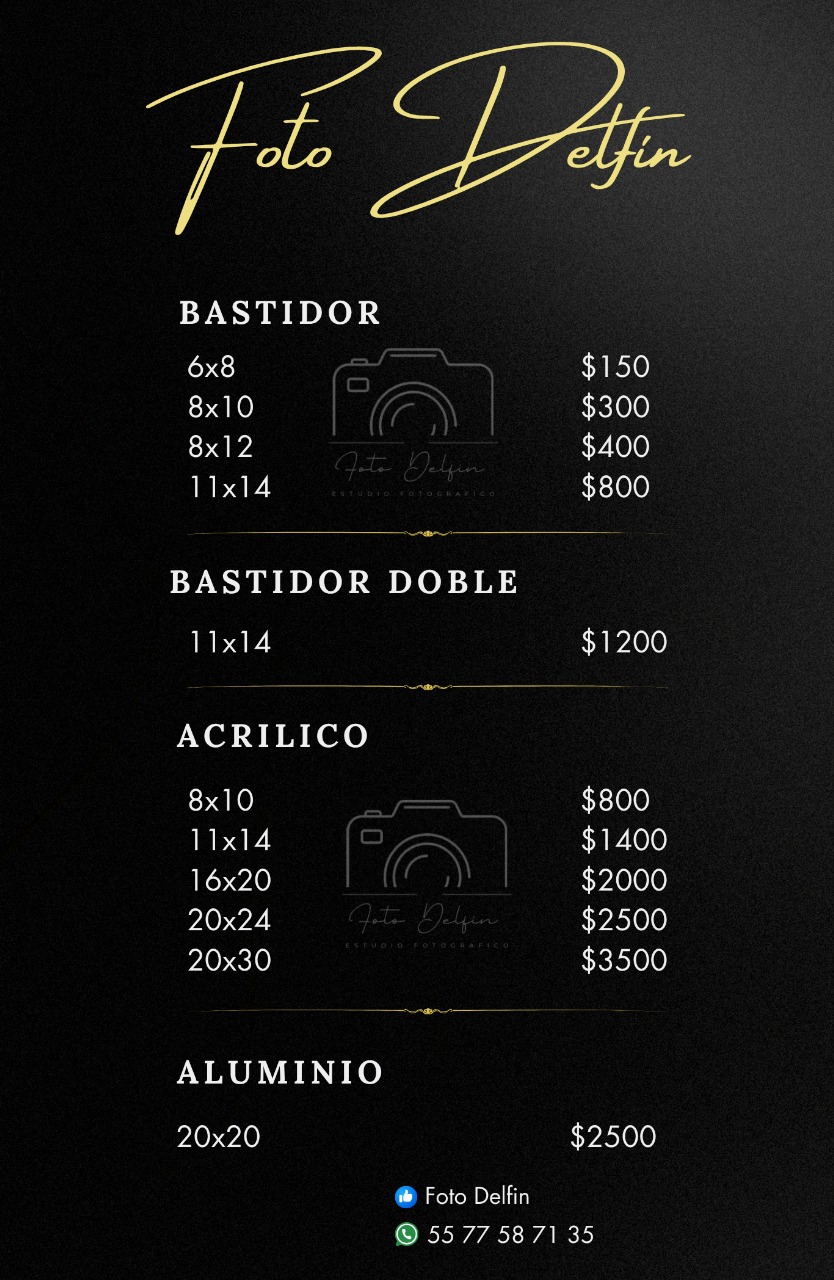 Foto Delfin
BASTIDOR
6x8 $150
8x10 $300
8x12 $400
11x14 $800
Foto Delfin
ESTUDIO FOTOGRAFICO
BASTIDOR DOBLE
11x14 $1200
ACRILICO
8x10 $800
11x14 $1400
16x20 $2000
20x24 $2500
20x30 $3500
Foto Delfin
ESTUDIO FOTOGRAFICO
ALUMINIO
20x20 $2500
Foto Delfin
55 77 58 71 35